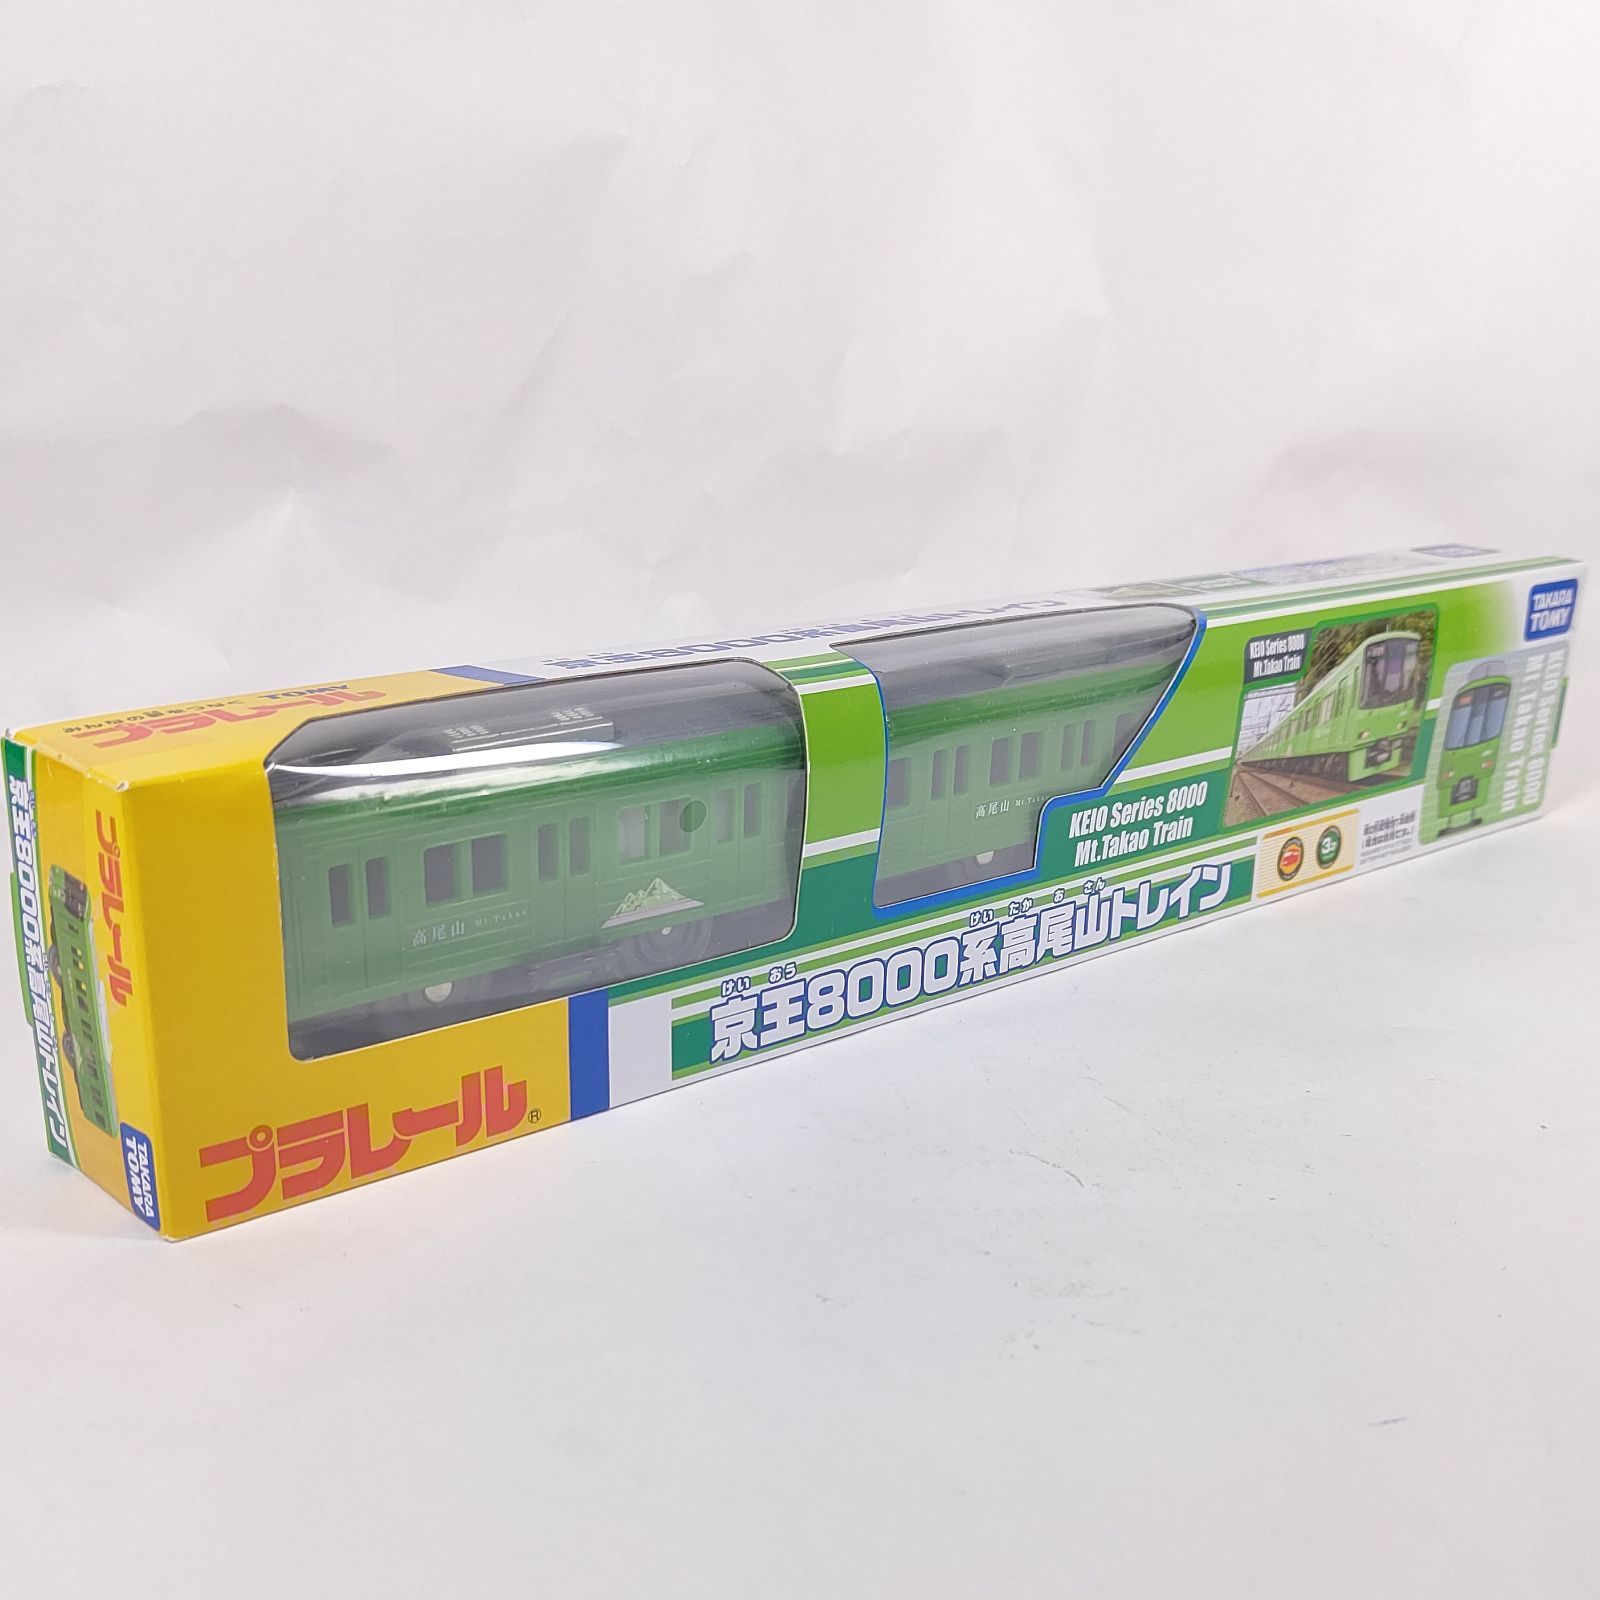 TAKARA
TOMY
KEIO Series 8000
Mt.Takao Train
KEIO Series 8000
Mt.Takao Train
高尾山 Mt.Takao
高尾山 Mt.Takao
KEIO Series 8000
Mt.Takao Train
けい おう けい たか お さん
京王8000系高尾山トレイン
プラレール®
プラレール
京王8000系高尾山トレイン
TAKARA
TOMY
プラレール
TOMY